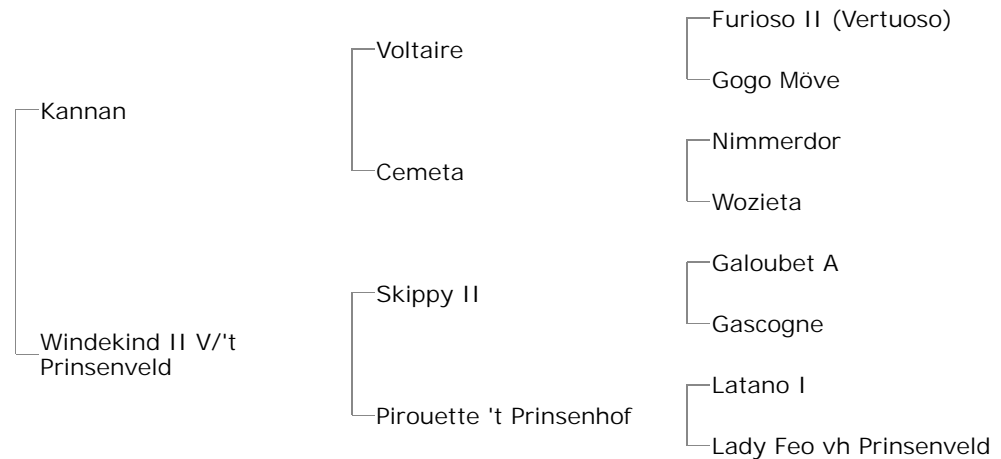 Furioso II (Vertuoso)
Voltaire
Gogo Möve
Kannan
Nimmerdor
Cemeta
Wozieta
Galoubet A
Skippy II
Gascogne
Windekind II V/'t
Prinsenveld
Latano I
Pirouette 't Prinsenhof
Lady Feo vh Prinsenveld